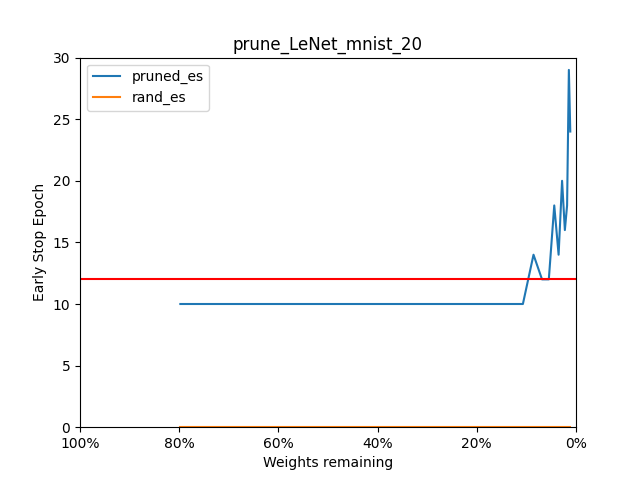 prune_LeNet_mnist_20
pruned_es
rand_es
Early Stop Epoch
30
25
20
15
10
5
0
100% 80% 60% 40% 20% 0%
Weights remaining